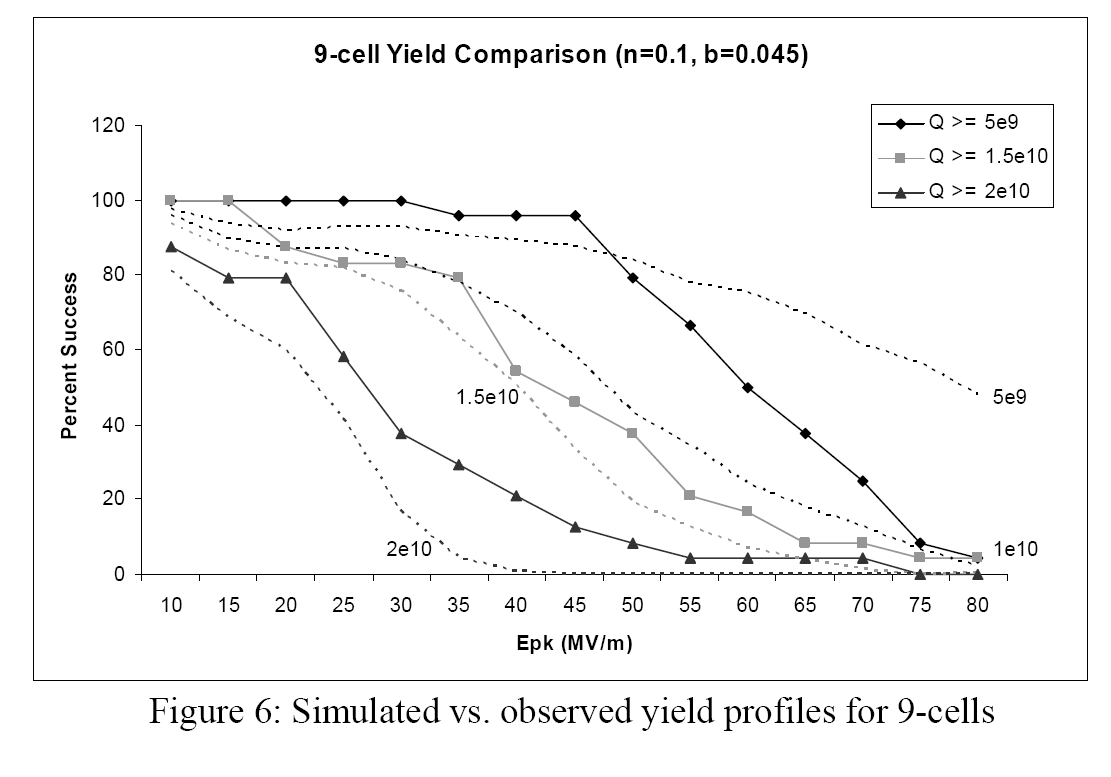 9-cell Yield Comparison (n=0.1, b=0.045)
Q >= 5e9
Q >= 1.5e10
Q >= 2e10
120
100
80
60
40
20
0
Percent Success
1.5e10
2e10
5e9
1e10
10 15 20 25 30 35 40 45 50 55 60 65 70 75 80
Epk (MV/m)
Figure 6: Simulated vs. observed yield profiles for 9-cells